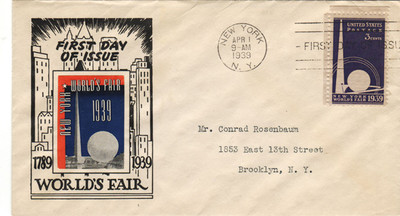 FIRST DAY
OF ISSUE
NEW YORK
WORLD'S FAIR
1939
1789
1939
WORLD'S FAIR
NEW YORK
APR 1
9-AM
1939
N.Y.
FIRST D
ISSU
UNITED STATES
POSTAGE
3 CENTS
NEW YORK
WORLD'S FAIR 1939
Mr. Conrad Rosenbaum
1853 East 13th Street
Brooklyn, N. Y.